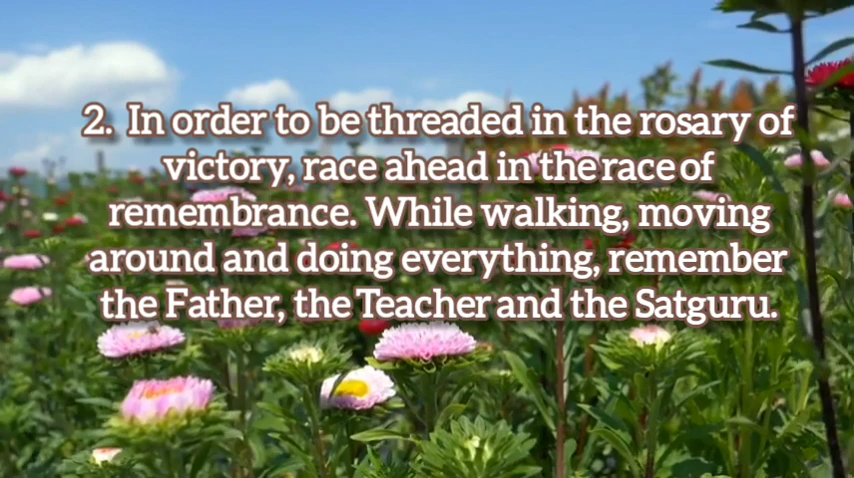 2. In order to be threaded in the rosary of
victory, race ahead in the race of
remembrance. While walking, moving
around and doing everything, remember
the Father, the Teacher and the Satguru.